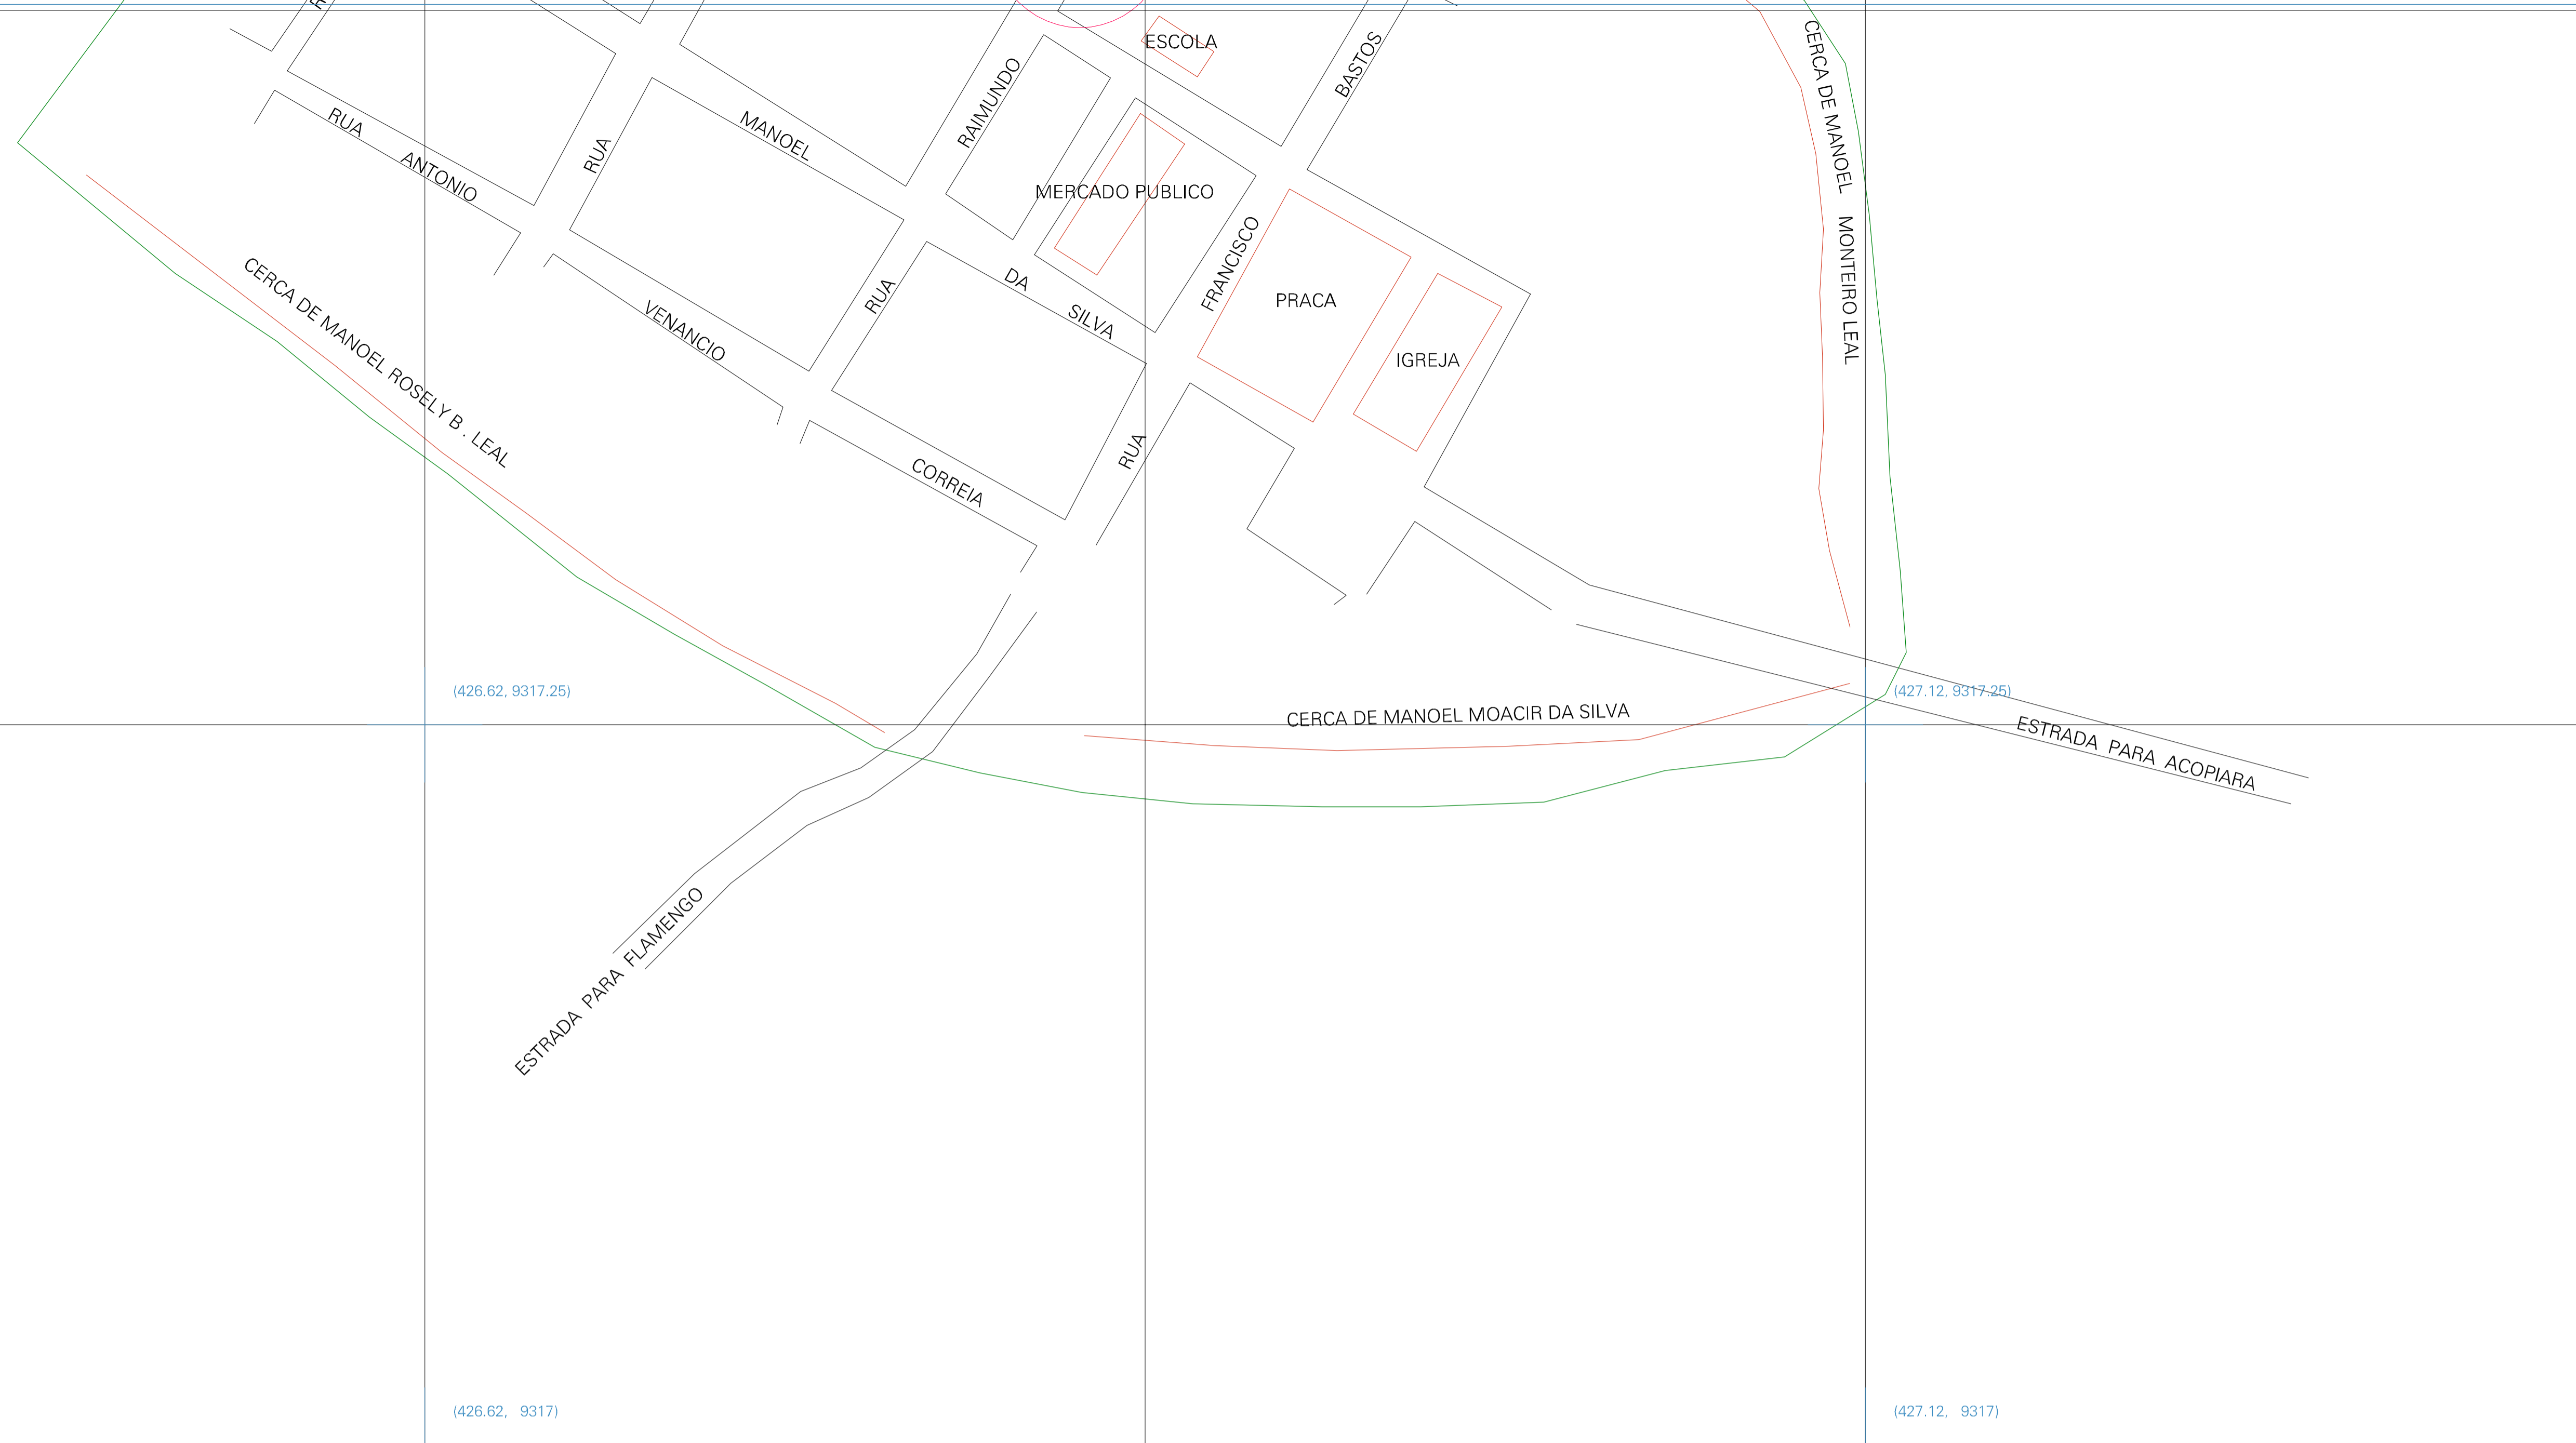 ESCOLA
BASTOS
RAIMUNDO
CERCA DE MANOEL MONTEIRO LEAL
RUA ANTONIO
RUA
MANOEL
MERCADO PUBLICO
FRANCISCO
DA SILVA
PRACA
IGREJA
RUA
VENANCIO
CERCA DE MANOEL ROSELY B . LEAL
RUA
CORREIA
(426.62, 9317.25)
(427.12, 9317.25)
CERCA DE MANOEL MOACIR DA SILVA
ESTRADA PARA ACOPIARA
ESTRADA PARA FLAMENGO
(426.62, 9317)
(427.12, 9317)